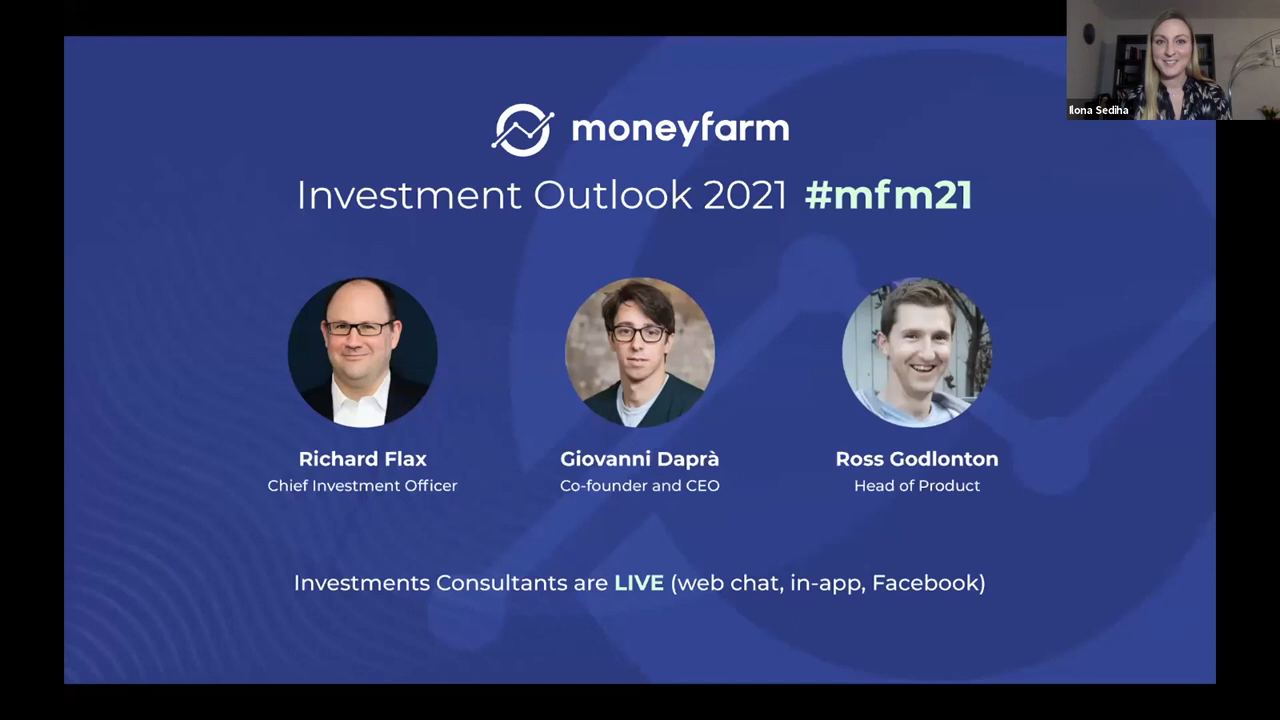 Ilona Sediha
moneyfarm
Investment Outlook 2021 #mfm21
Richard Flax
Chief Investment Officer
Giovanni Daprà
Co-founder and CEO
Ross Godlonton
Head of Product
Investments Consultants are LIVE (web chat, in-app, Facebook)